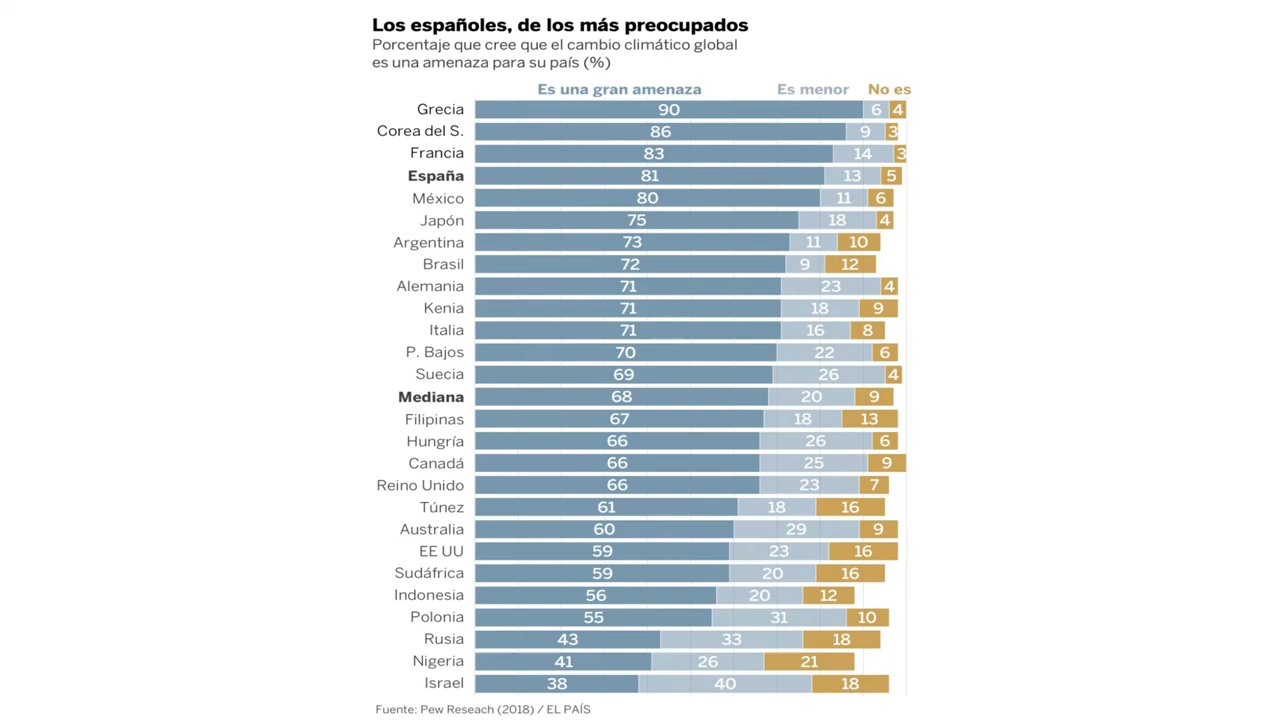 Los españoles, de los más preocupados
Porcentaje que cree que el cambio climático global
es una amenaza para su país (%)
Es una gran amenaza Es menor No es
Grecia 90 6 4
Corea del S. 86 9 3
Francia 83 14 3
España 81 13 5
México 80 11 6
Japón 75 18 4
Argentina 73 11 10
Brasil 72 9 12
Alemania 71 23 4
Kenia 71 18 9
Italia 71 16 8
P. Bajos 70 22 6
Suecia 69 26 4
Mediana 68 20 9
Filipinas 67 18 13
Hungría 66 26 6
Canadá 66 25 9
Reino Unido 66 23 7
Túnez 61 18 16
Australia 60 29 9
EE UU 59 23 16
Sudáfrica 59 20 16
Indonesia 56 20 12
Polonia 55 31 10
Rusia 43 33 18
Nigeria 41 26 21
Israel 38 40 18
Fuente: Pew Reseach (2018) / EL PAÍS